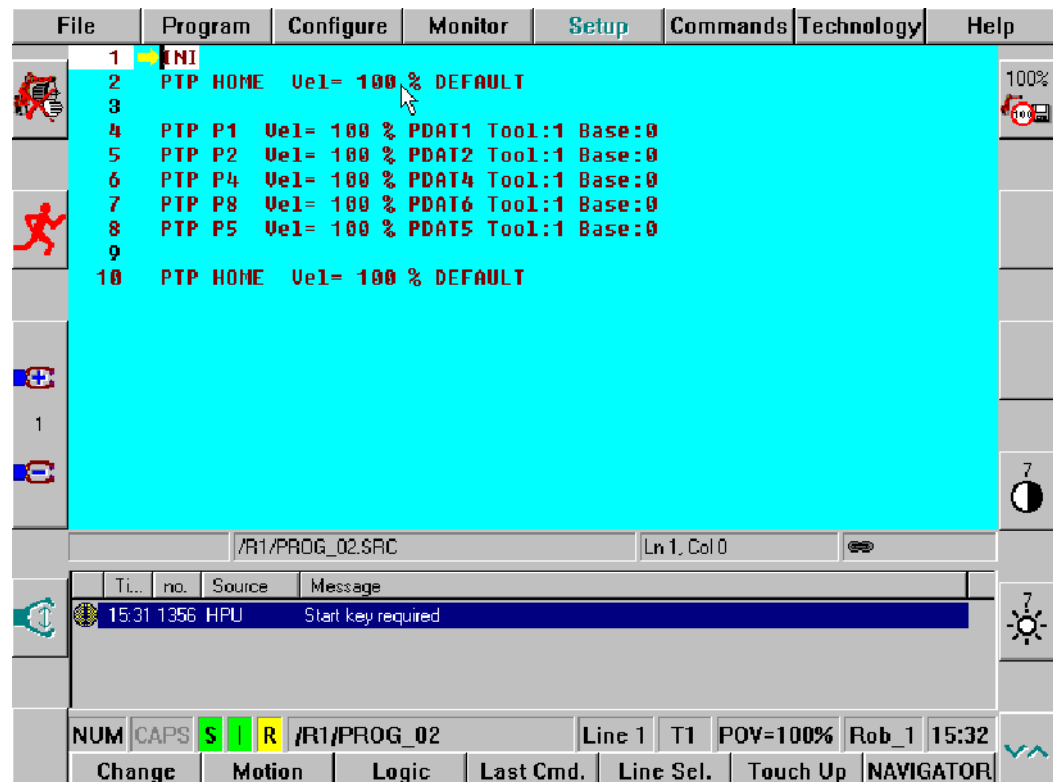 File Program Configure Monitor Setup Commands Technology Help
1 INI
2 PTP HOME Vel= 100 % DEFAULT
3
4 PTP P1 Vel= 100 % PDAT1 Tool:1 Base:0
5 PTP P2 Vel= 100 % PDAT2 Tool:1 Base:0
6 PTP P4 Vel= 100 % PDAT4 Tool:1 Base:0
7 PTP P8 Vel= 100 % PDAT6 Tool:1 Base:0
8 PTP P5 Vel= 100 % PDAT5 Tool:1 Base:0
9
10 PTP HOME Vel= 100 % DEFAULT
100%
100
1
7
/R1/PROG_02.SRC Ln 1, Col 0
Ti... no. Source Message
15:31 1356 HPU Start key required
7
NUM CAPS S I R /R1/PROG_02 Line 1 T1 POV=100% Rob_1 15:32
Change Motion Logic Last Cmd. Line Sel. Touch Up NAVIGATOR